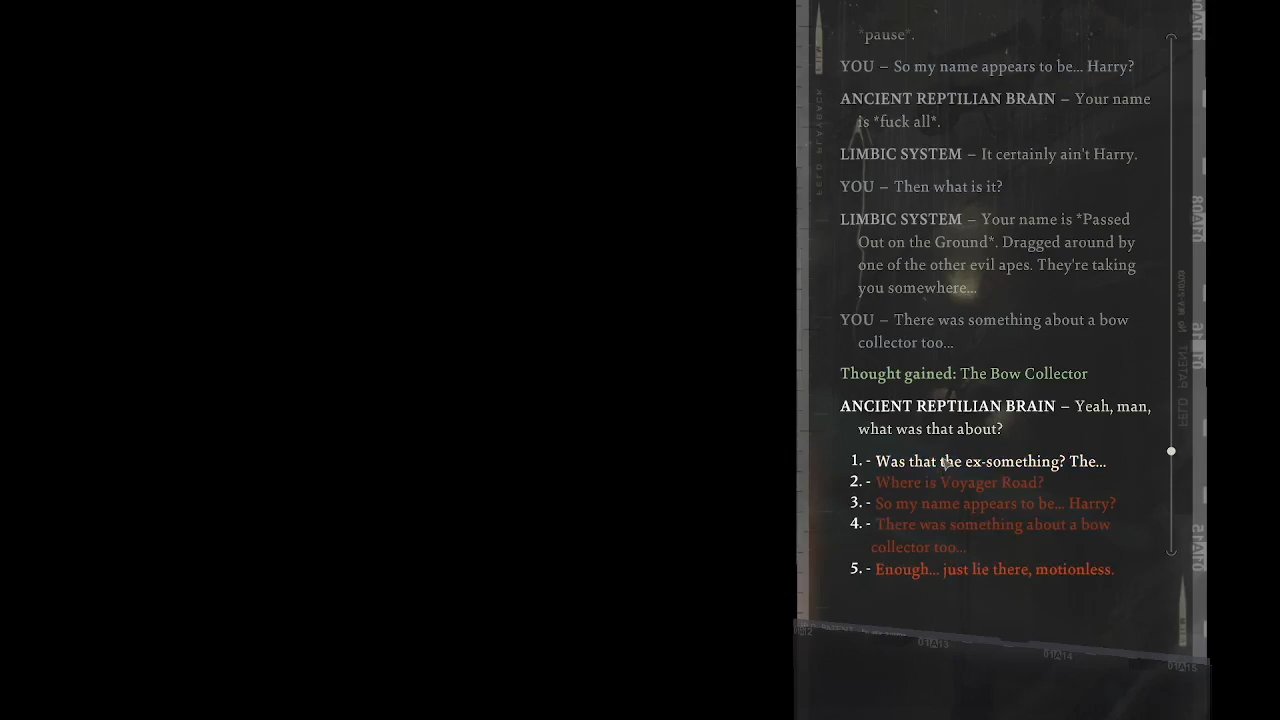 *pause*.
YOU – So my name appears to be... Harry?
ANCIENT REPTILIAN BRAIN – Your name
is *fuck all*.
LIMBIC SYSTEM – It certainly ain't Harry.
YOU – Then what is it?
LIMBIC SYSTEM – Your name is *Passed
Out on the Ground*. Dragged around by
one of the other evil apes. They're taking
you somewhere...
YOU – There was something about a bow
collector too...
Thought gained: The Bow Collector
ANCIENT REPTILIAN BRAIN – Yeah, man,
what was that about?
1. - Was that the ex-something? The...
2. - Where is Voyager Road?
3. - So my name appears to be... Harry?
4. - There was something about a bow
collector too...
5. - Enough... just lie there, motionless.